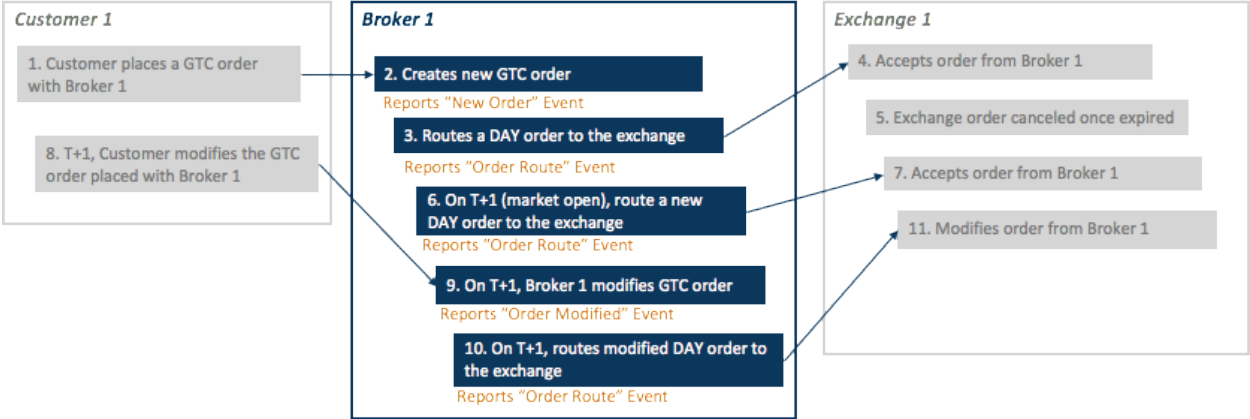 Customer 1
1. Customer places a GTC order
with Broker 1
8. T+1, Customer modifies the GTC
order placed with Broker 1
Broker 1
2. Creates new GTC order
Reports "New Order" Event
3. Routes a DAY order to the exchange
Reports "Order Route" Event
6. On T+1 (market open), route a new
DAY order to the exchange
Reports "Order Route" Event
9. On T+1, Broker 1 modifies GTC order
Reports "Order Modified" Event
10. On T+1, routes modified DAY order to
the exchange
Reports "Order Route" Event
Exchange 1
4. Accepts order from Broker 1
5. Exchange order canceled once expired
7. Accepts order from Broker 1
11. Modifies order from Broker 1